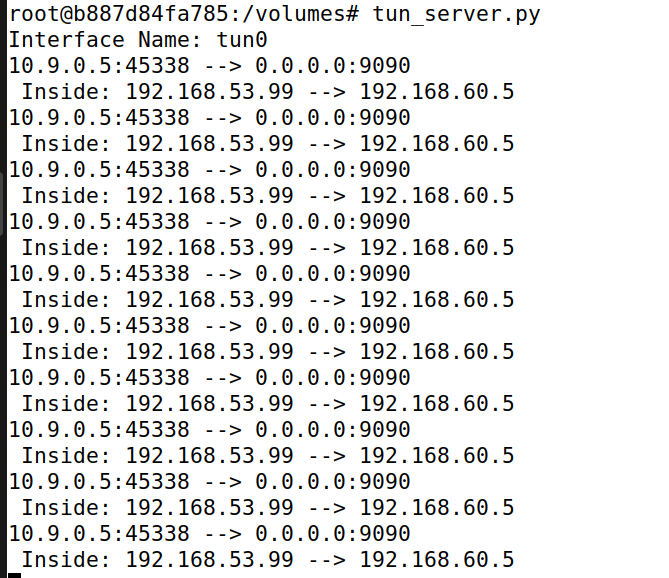 root@b887d84fa785:/volumes# tun_server.py
Interface Name: tun0
10.9.0.5:45338 --> 0.0.0.0:9090
 Inside: 192.168.53.99 --> 192.168.60.5
10.9.0.5:45338 --> 0.0.0.0:9090
 Inside: 192.168.53.99 --> 192.168.60.5
10.9.0.5:45338 --> 0.0.0.0:9090
 Inside: 192.168.53.99 --> 192.168.60.5
10.9.0.5:45338 --> 0.0.0.0:9090
 Inside: 192.168.53.99 --> 192.168.60.5
10.9.0.5:45338 --> 0.0.0.0:9090
 Inside: 192.168.53.99 --> 192.168.60.5
10.9.0.5:45338 --> 0.0.0.0:9090
 Inside: 192.168.53.99 --> 192.168.60.5
10.9.0.5:45338 --> 0.0.0.0:9090
 Inside: 192.168.53.99 --> 192.168.60.5
10.9.0.5:45338 --> 0.0.0.0:9090
 Inside: 192.168.53.99 --> 192.168.60.5
10.9.0.5:45338 --> 0.0.0.0:9090
 Inside: 192.168.53.99 --> 192.168.60.5
10.9.0.5:45338 --> 0.0.0.0:9090
 Inside: 192.168.53.99 --> 192.168.60.5